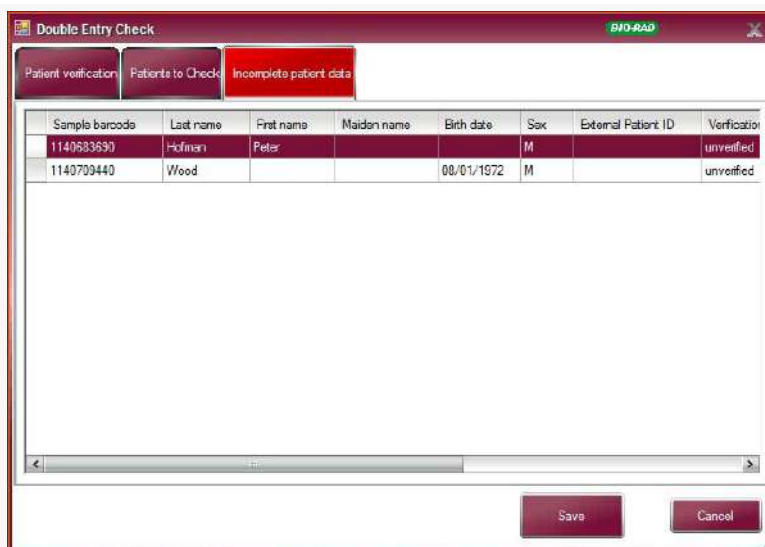 Double Entry Check BIO-RAD
Patient verification Patients to Check Incomplete patient data
Sample barcode Last name First name Maiden name Birth date Sex External Patient ID Verification
1140683690 Hofman Peter M unverified
1140709440 Wood 08/01/1972 M unverified
Save Cancel